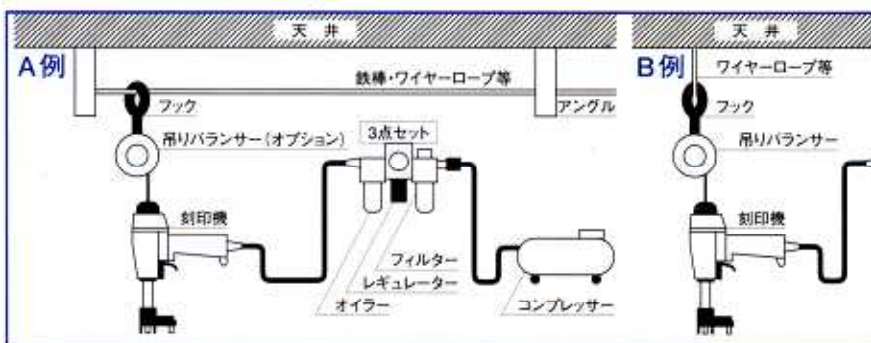 天井
A例
鉄棒・ワイヤーロープ等
フック
アングル
吊りバランサー(オプション)
3点セット
刻印機
フィルター
レギュレーター
オイラー
コンプレッサー
天井
B例
ワイヤーロープ等
フック
吊りバランサー
刻印機